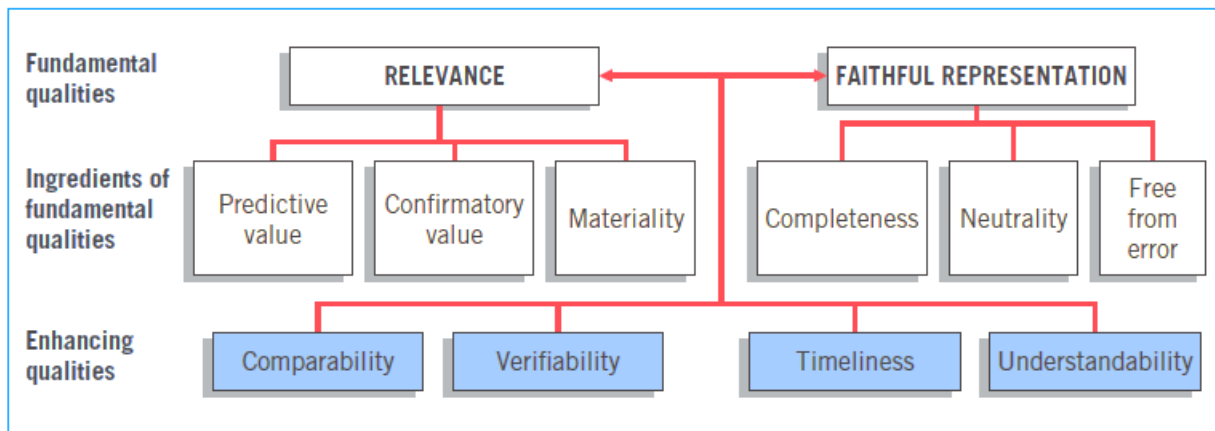 Fundamental
qualities
RELEVANCE
FAITHFUL REPRESENTATION
Ingredients of
fundamental
qualities
Predictive
value
Confirmatory
value
Materiality
Completeness
Neutrality
Free
from
error
Enhancing
qualities
Comparability
Verifiability
Timeliness
Understandability